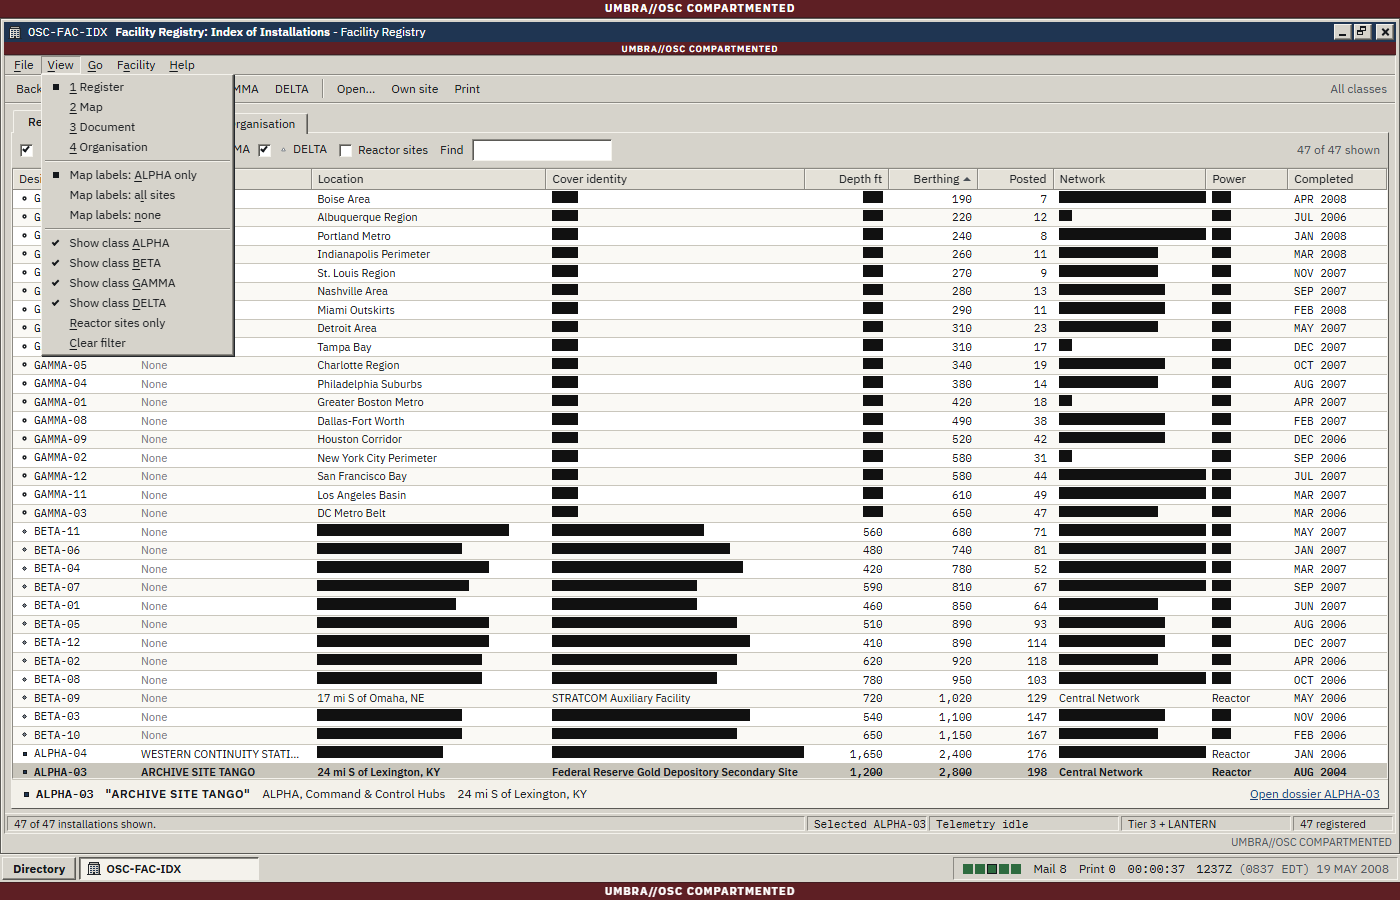 UMBRA//OSC COMPARTMENTED
OSC-FAC-IDX Facility Registry: Index of Installations - Facility Registry
UMBRA//OSC COMPARTMENTED
File View Go Facility Help
Back MMA DELTA Open... Own site Print All classes
1 Register
2 Map
3 Document
4 Organisation
Map labels: ALPHA only
Map labels: all sites
Map labels: none
Show class ALPHA
Show class BETA
Show class GAMMA
Show class DELTA
Reactor sites only
Clear filter
Re rganisation
MA DELTA Reactor sites Find 47 of 47 shown
Desi Location Cover identity Depth ft Berthing Posted Network Power Completed
G Boise Area 190 7 APR 2008
G Albuquerque Region 220 12 JUL 2006
G Portland Metro 240 8 JAN 2008
G Indianapolis Perimeter 260 11 MAR 2008
G St. Louis Region 270 9 NOV 2007
G Nashville Area 280 13 SEP 2007
G Miami Outskirts 290 11 FEB 2008
G Detroit Area 310 23 MAY 2007
G Tampa Bay 310 17 DEC 2007
GAMMA-05 None Charlotte Region 340 19 OCT 2007
GAMMA-04 None Philadelphia Suburbs 380 14 AUG 2007
GAMMA-01 None Greater Boston Metro 420 18 APR 2007
GAMMA-08 None Dallas-Fort Worth 490 38 FEB 2007
GAMMA-09 None Houston Corridor 520 42 DEC 2006
GAMMA-02 None New York City Perimeter 580 31 SEP 2006
GAMMA-12 None San Francisco Bay 580 44 JUL 2007
GAMMA-11 None Los Angeles Basin 610 49 MAR 2007
GAMMA-03 None DC Metro Belt 650 47 MAR 2006
BETA-11 None 560 680 71 MAY 2007
BETA-06 None 480 740 81 JAN 2007
BETA-04 None 420 780 52 MAR 2007
BETA-07 None 590 810 67 SEP 2007
BETA-01 None 460 850 64 JUN 2007
BETA-05 None 510 890 93 AUG 2006
BETA-12 None 410 890 114 DEC 2007
BETA-02 None 620 920 118 APR 2006
BETA-08 None 780 950 103 OCT 2006
BETA-09 None 17 mi S of Omaha, NE STRATCOM Auxiliary Facility 720 1,020 129 Central Network Reactor MAY 2006
BETA-03 None 540 1,100 147 NOV 2006
BETA-10 None 650 1,150 167 FEB 2006
ALPHA-04 WESTERN CONTINUITY STATI... 1,650 2,400 176 Reactor JAN 2006
ALPHA-03 ARCHIVE SITE TANGO 24 mi S of Lexington, KY Federal Reserve Gold Depository Secondary Site 1,200 2,800 198 Central Network Reactor AUG 2004
ALPHA-03 "ARCHIVE SITE TANGO" ALPHA, Command & Control Hubs 24 mi S of Lexington, KY Open dossier ALPHA-03
47 of 47 installations shown. Selected ALPHA-03 Telemetry idle Tier 3 + LANTERN 47 registered
UMBRA//OSC COMPARTMENTED
Directory OSC-FAC-IDX Mail 8 Print 0 00:00:37 1237Z (0837 EDT) 19 MAY 2008
UMBRA//OSC COMPARTMENTED